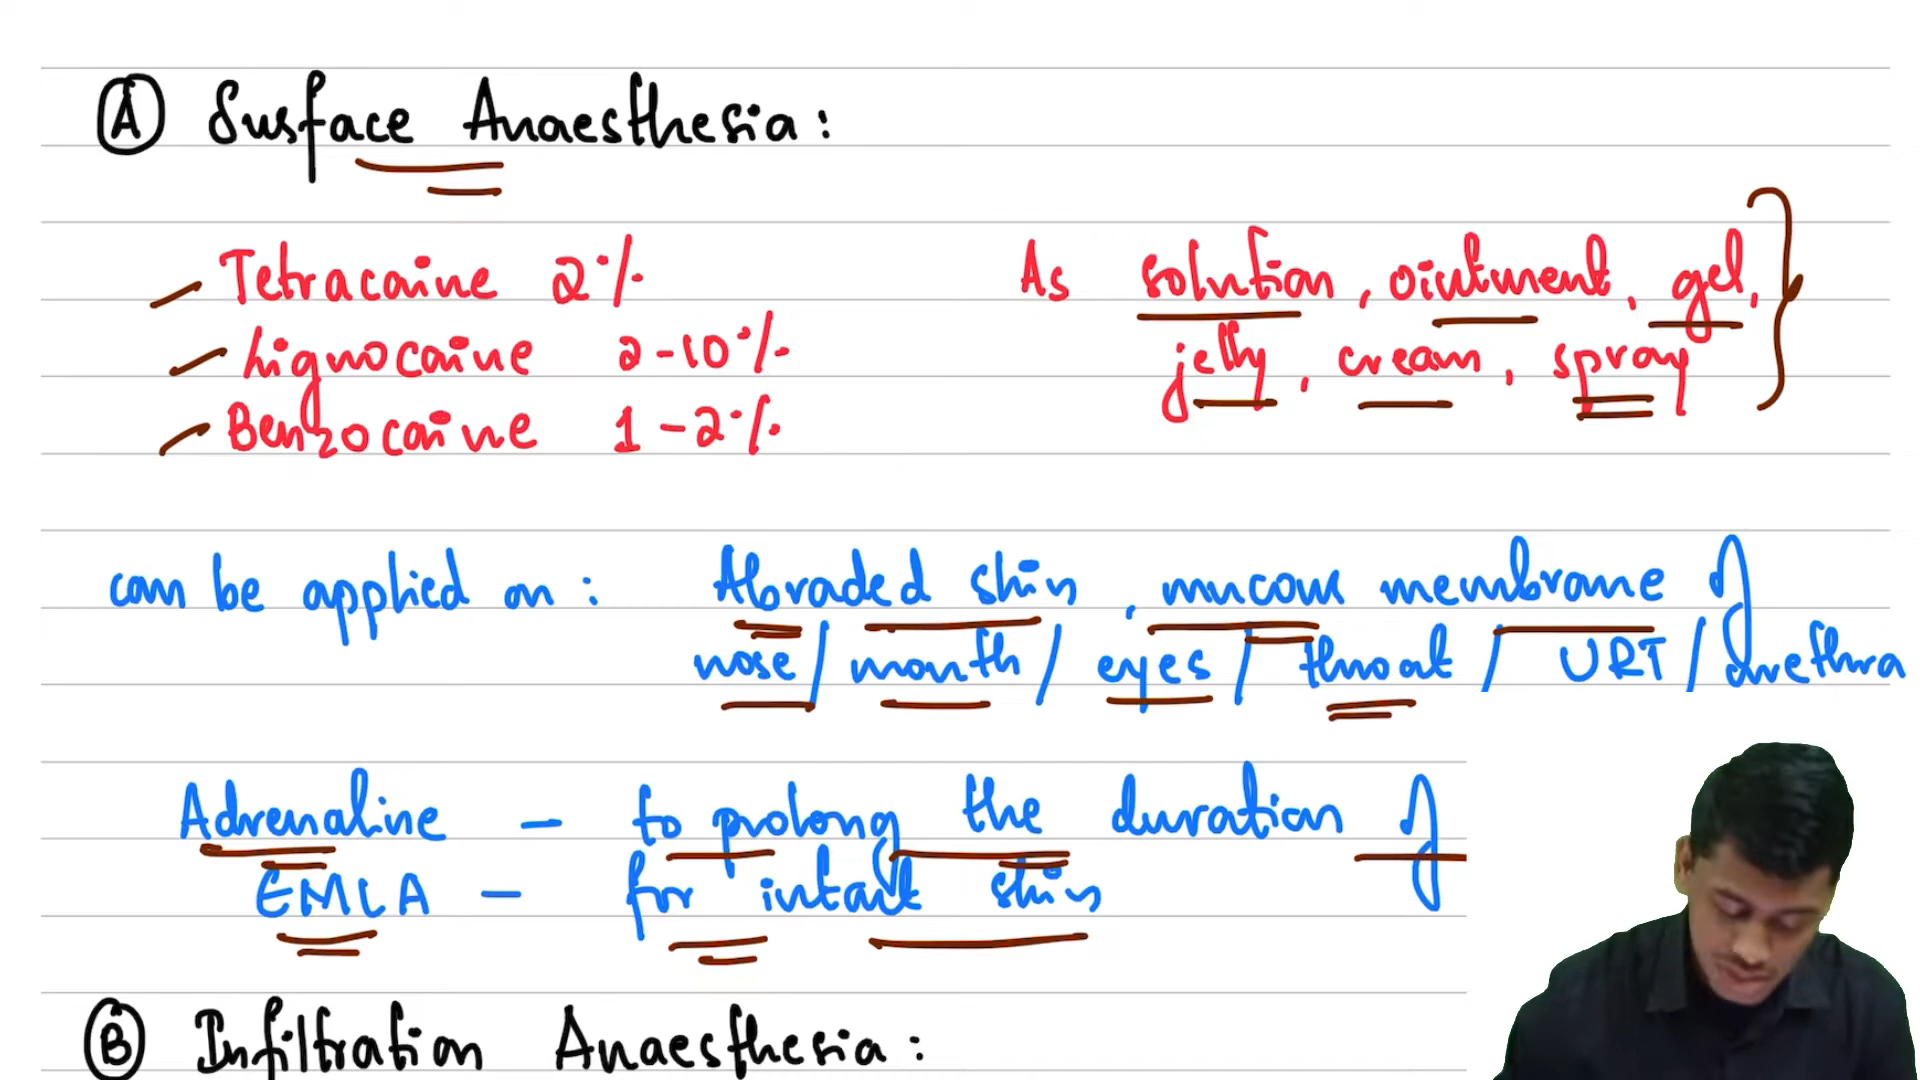 A Surface Anaesthesia:
Tetracaine 2%
Lignocaine 2-10%
Benzocaine 1-2%
As solution, ointment, gel,
jelly, cream, spray
can be applied on: Abraded skin, mucous membrane of
nose/mouth/eyes/throat/URT/urethra
Adrenaline - to prolong the duration of
EMLA - for intact skin
B Infiltration Anaesthesia: